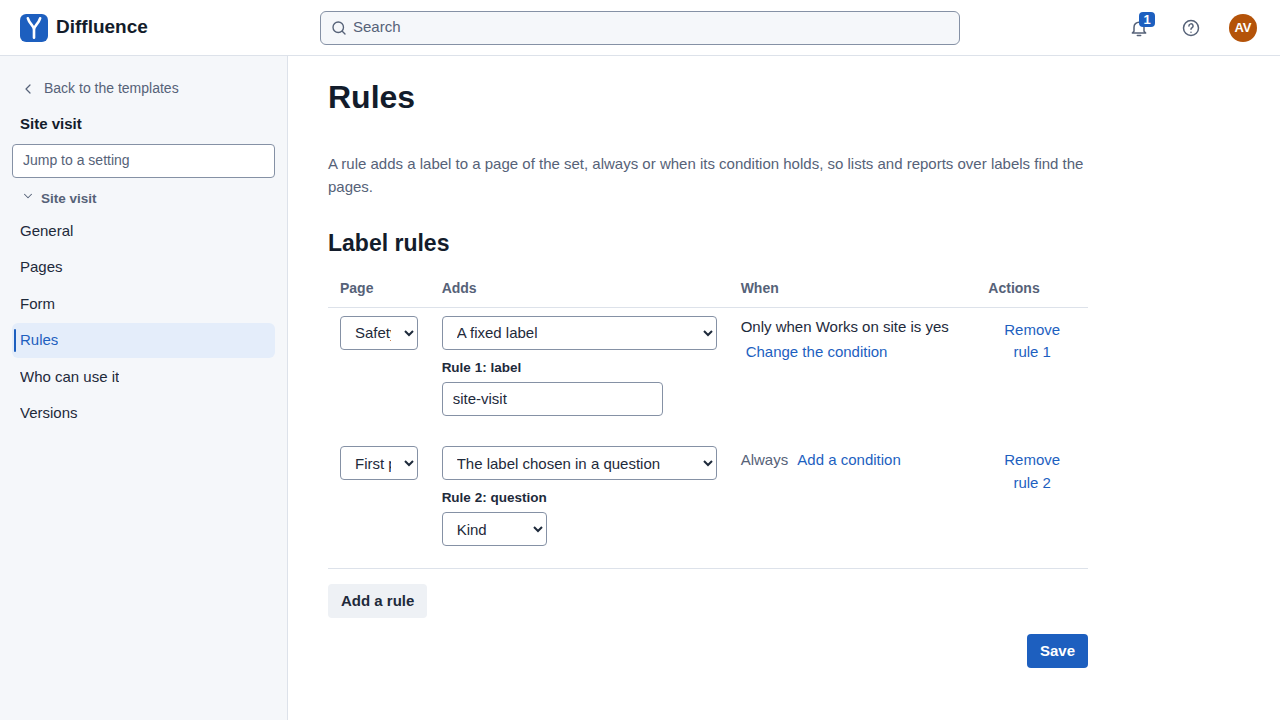 Diffluence
Search
1
AV
Back to the templates
Site visit
Jump to a setting
Site visit
General
Pages
Form
Rules
Who can use it
Versions
Rules
A rule adds a label to a page of the set, always or when its condition holds, so lists and reports over labels find the
pages.
Label rules
Page Adds When Actions
Safety A fixed label Only when Works on site is yes Remove
Change the condition rule 1
Rule 1: label
site-visit
First p The label chosen in a question Always Add a condition Remove
rule 2
Rule 2: question
Kind
Add a rule
Save